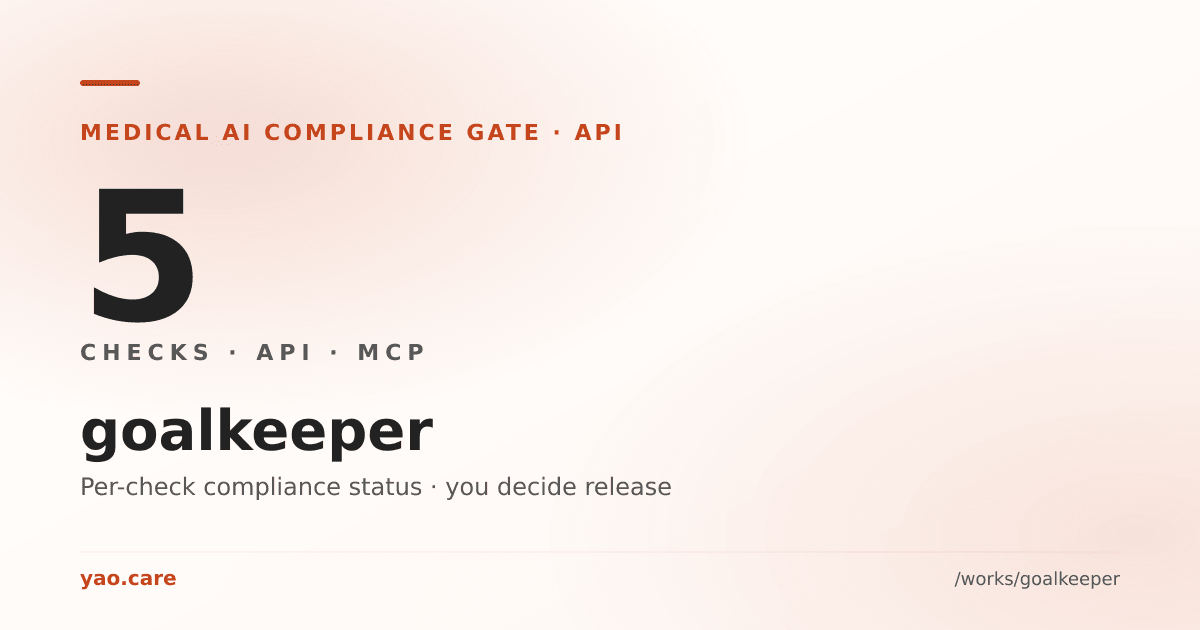 MEDICAL AI COMPLIANCE GATE · API
5
CHECKS · API · MCP
goalkeeper
Per-check compliance status · you decide release
yao.care
/works/goalkeeper